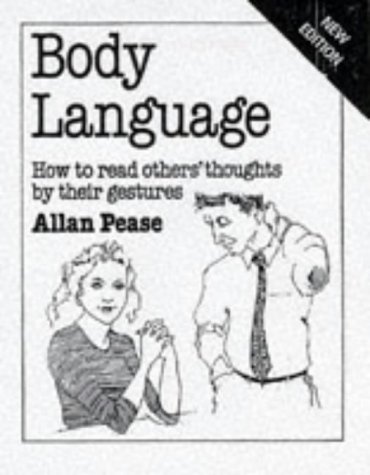 NEW
EDITION
Body
Language
How to read others' thoughts
by their gestures
Allan Pease